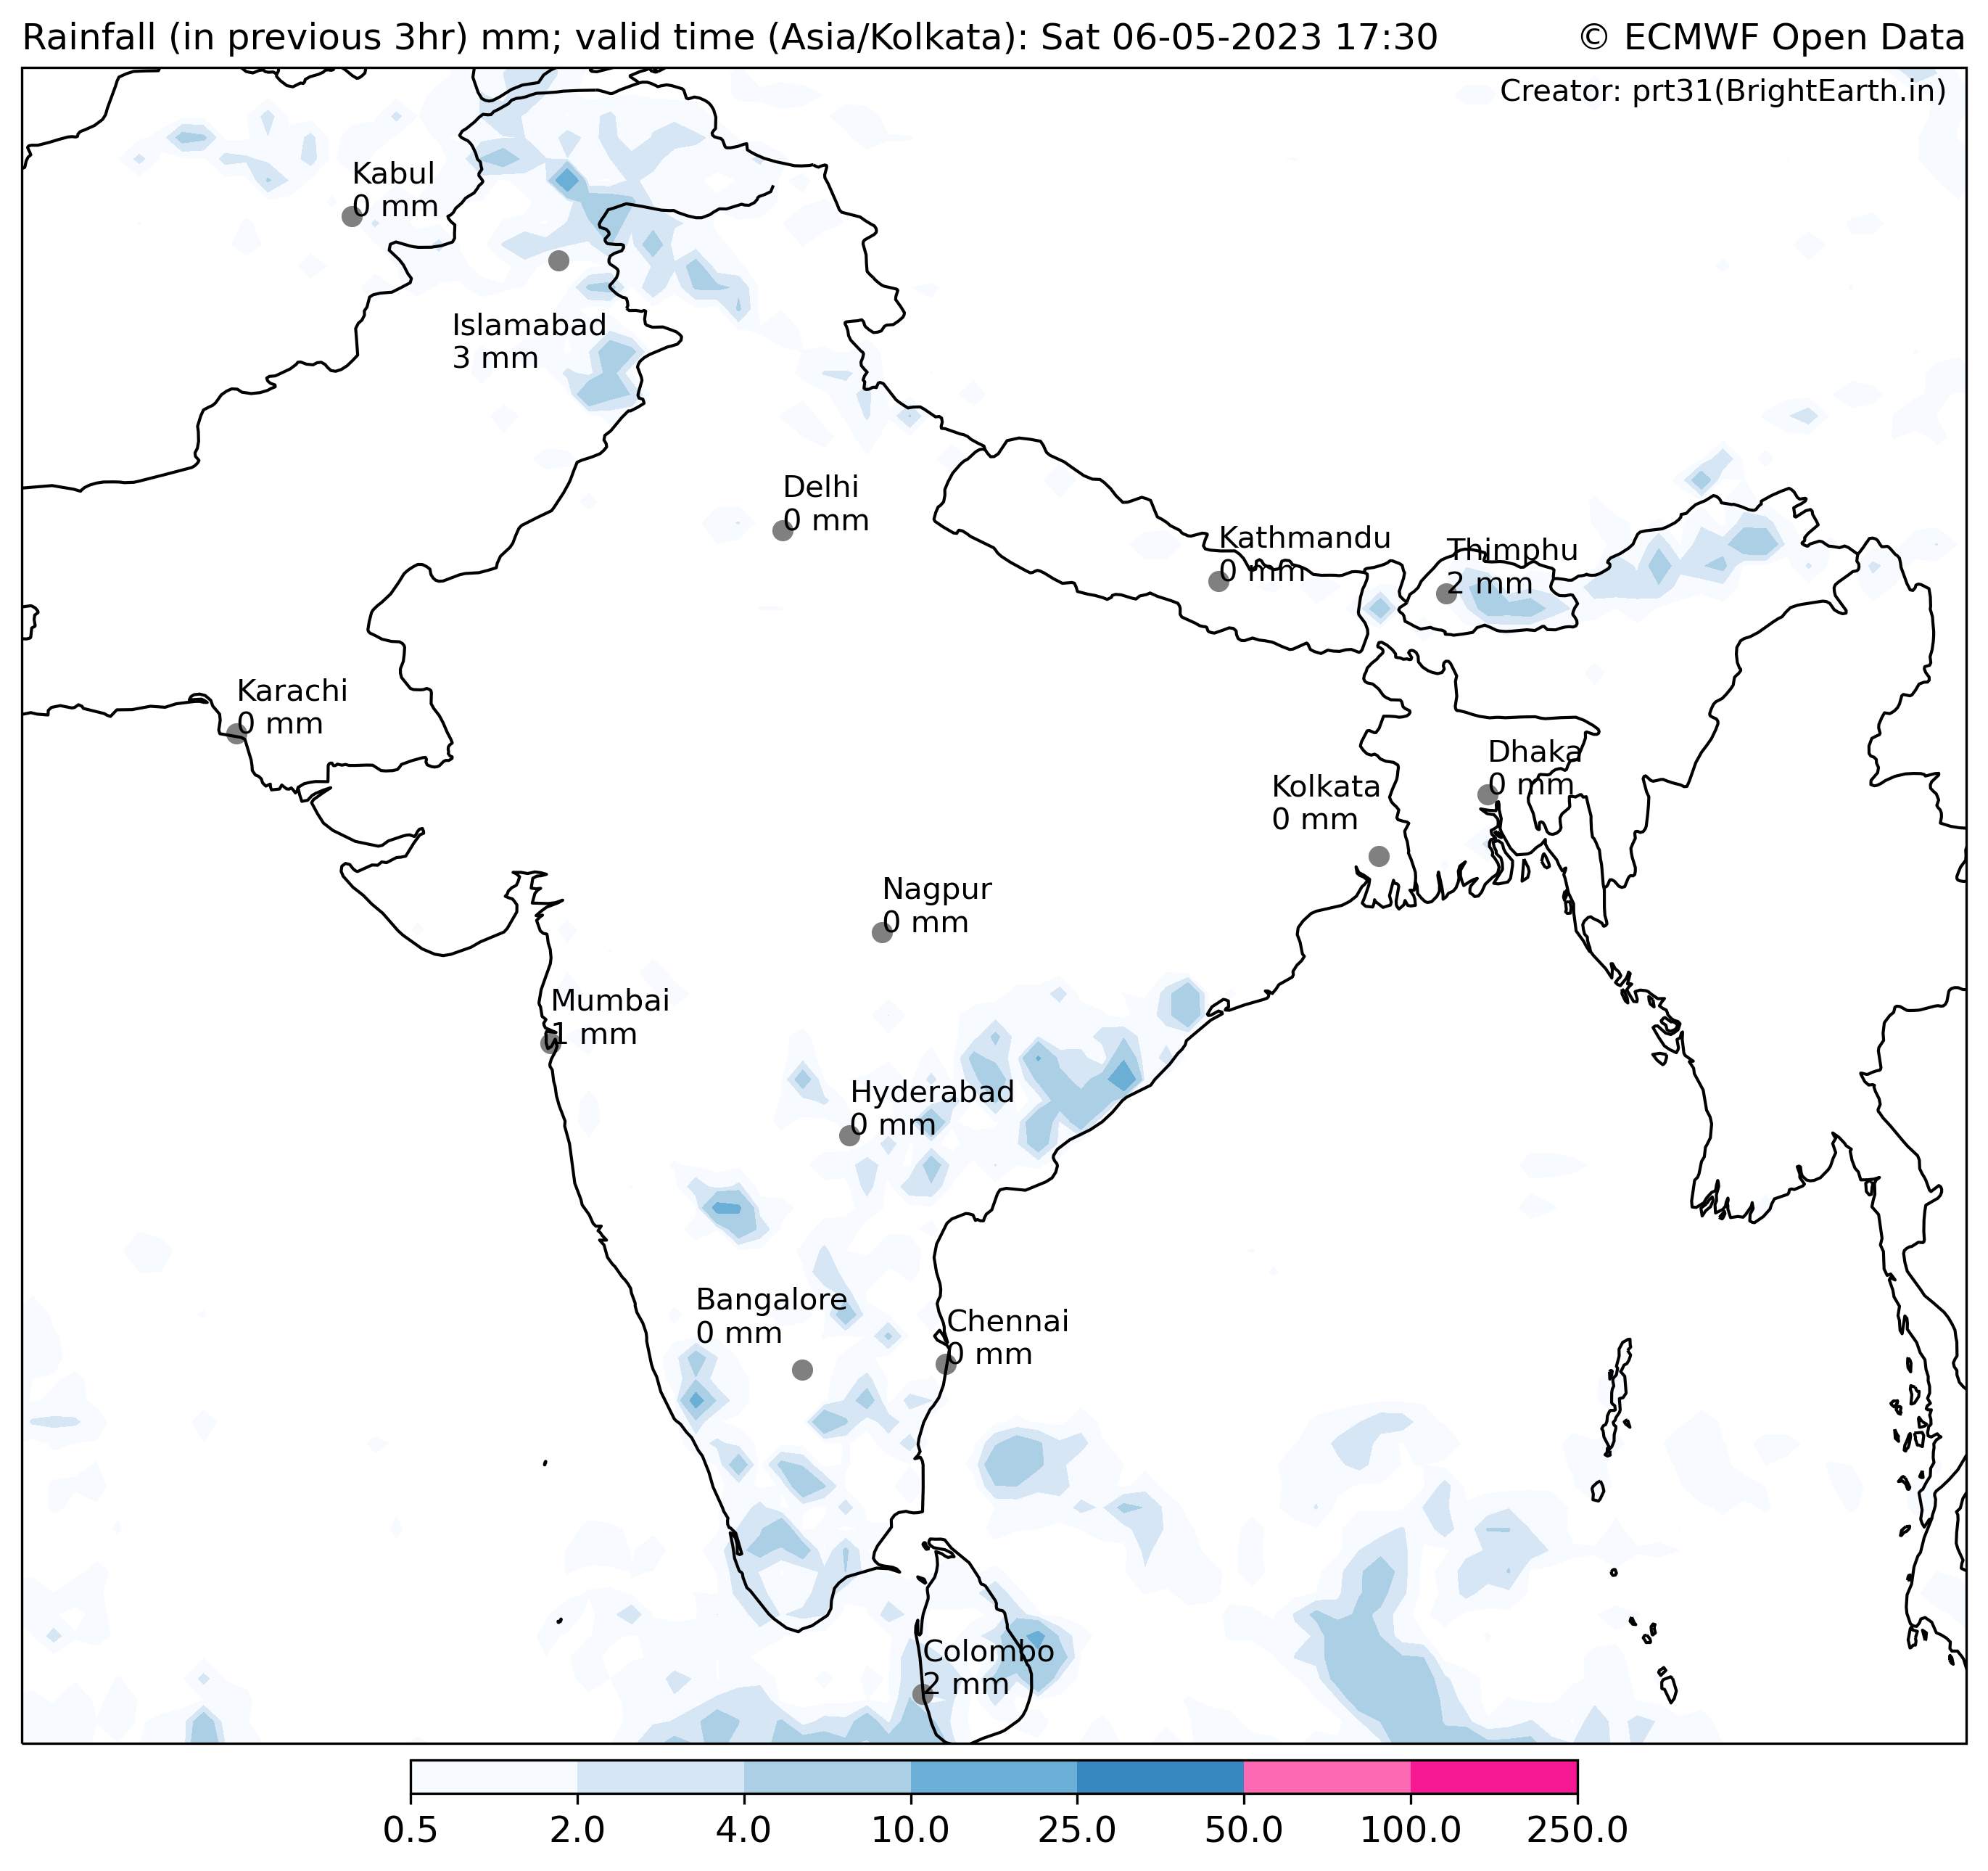 Rainfall (in previous 3hr) mm; valid time (Asia/Kolkata): Sat 06-05-2023 17:30
© ECMWF Open Data
Creator: prt31(BrightEarth.in)
Kabul
0 mm
Islamabad
3 mm
Delhi
0 mm
Kathmandu
0 mm
Thimphu
2 mm
Karachi
0 mm
Dhaka
0 mm
Kolkata
0 mm
Nagpur
0 mm
Mumbai
1 mm
Hyderabad
0 mm
Bangalore
0 mm
Chennai
0 mm
Colombo
2 mm
0.5 2.0 4.0 10.0 25.0 50.0 100.0 250.0